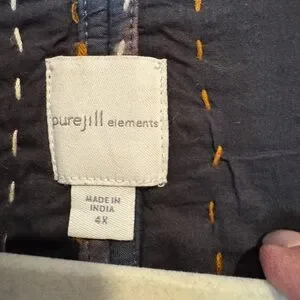 purejill elements
MADE IN
INDIA
4X